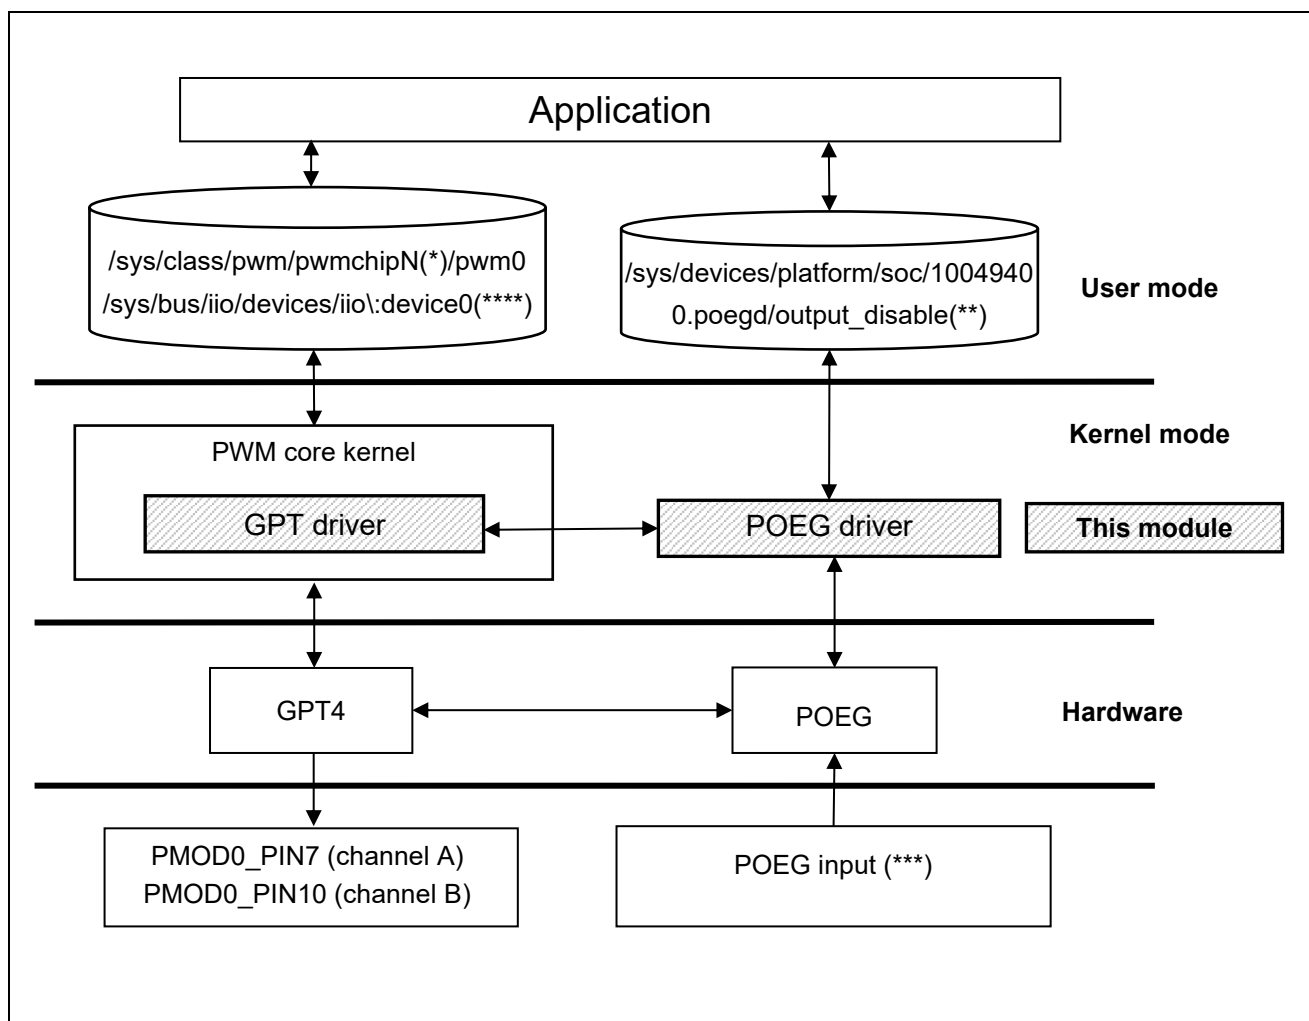 Application
/sys/class/pwm/pwmchipN(*)/pwm0
/sys/bus/iio/devices/iio\:device0(****)
/sys/devices/platform/soc/1004940
0.poegd/output_disable(**)
User mode
Kernel mode
PWM core kernel
GPT driver
POEG driver
This module
GPT4
POEG
Hardware
PMOD0_PIN7 (channel A)
PMOD0_PIN10 (channel B)
POEG input (***)